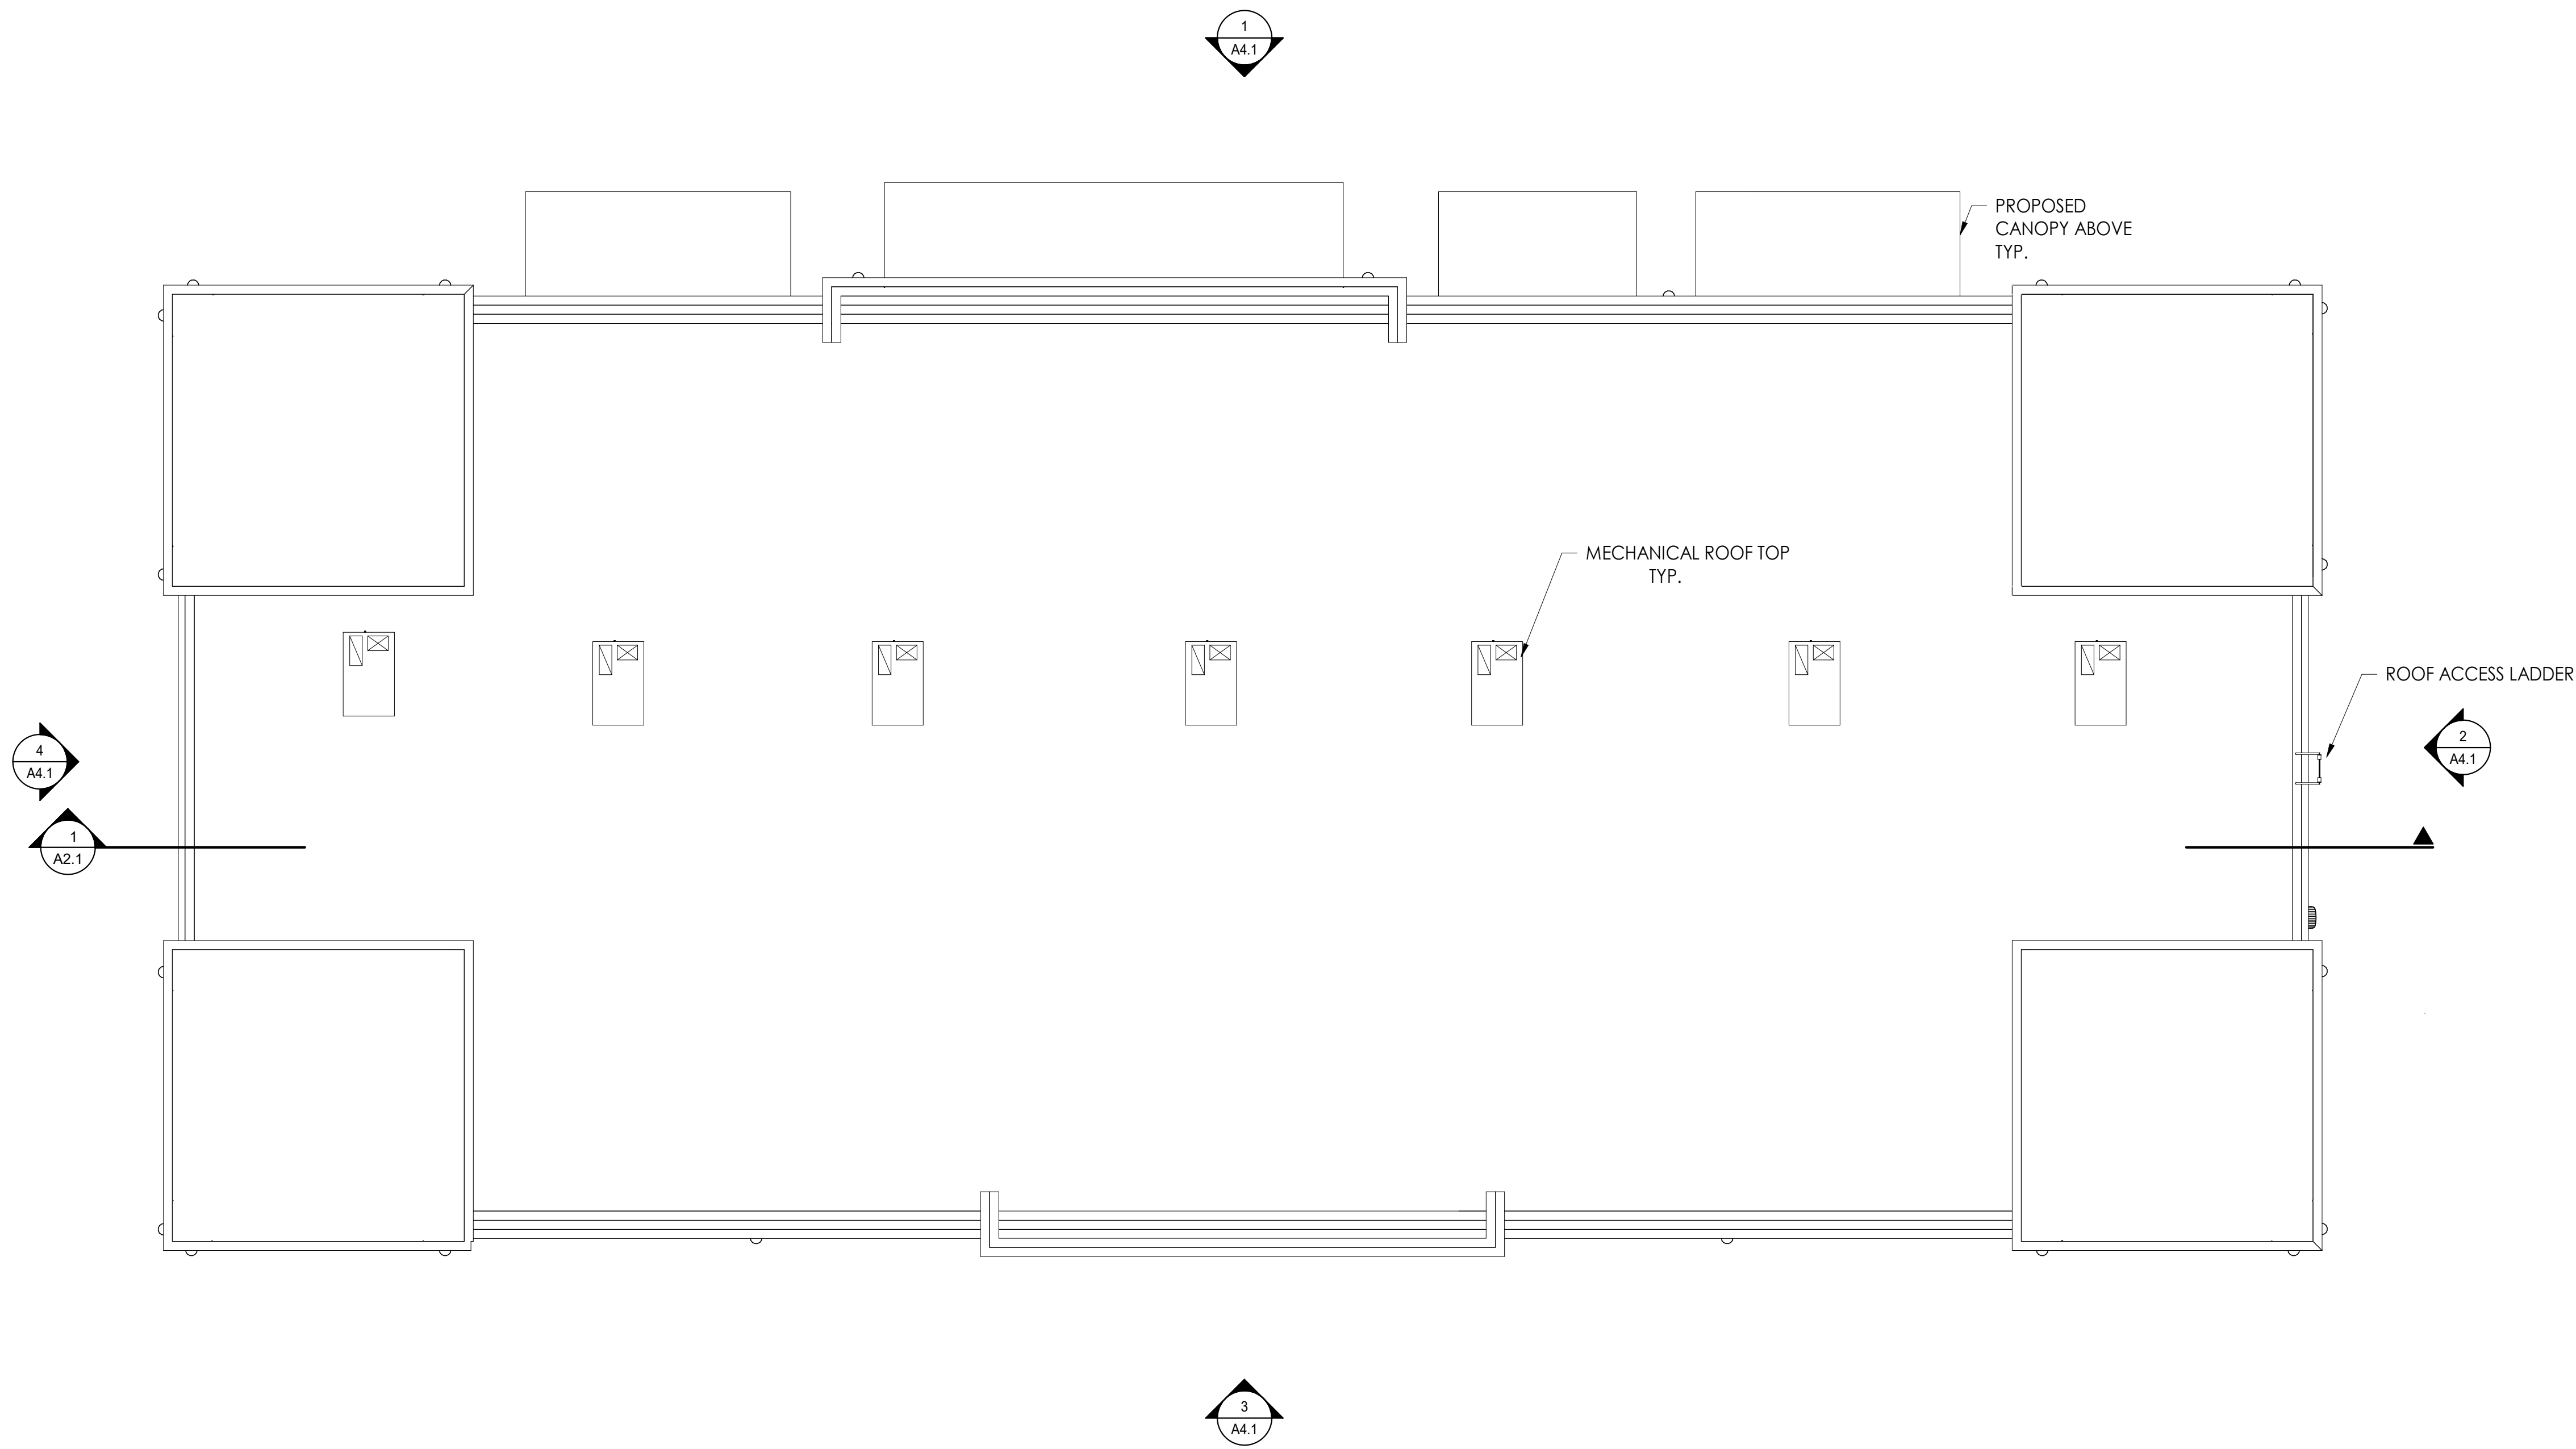 1
A4.1
PROPOSED
CANOPY ABOVE
TYP.
MECHANICAL ROOF TOP
TYP.
ROOF ACCESS LADDER
4
A4.1
2
A4.1
1
A2.1
3
A4.1